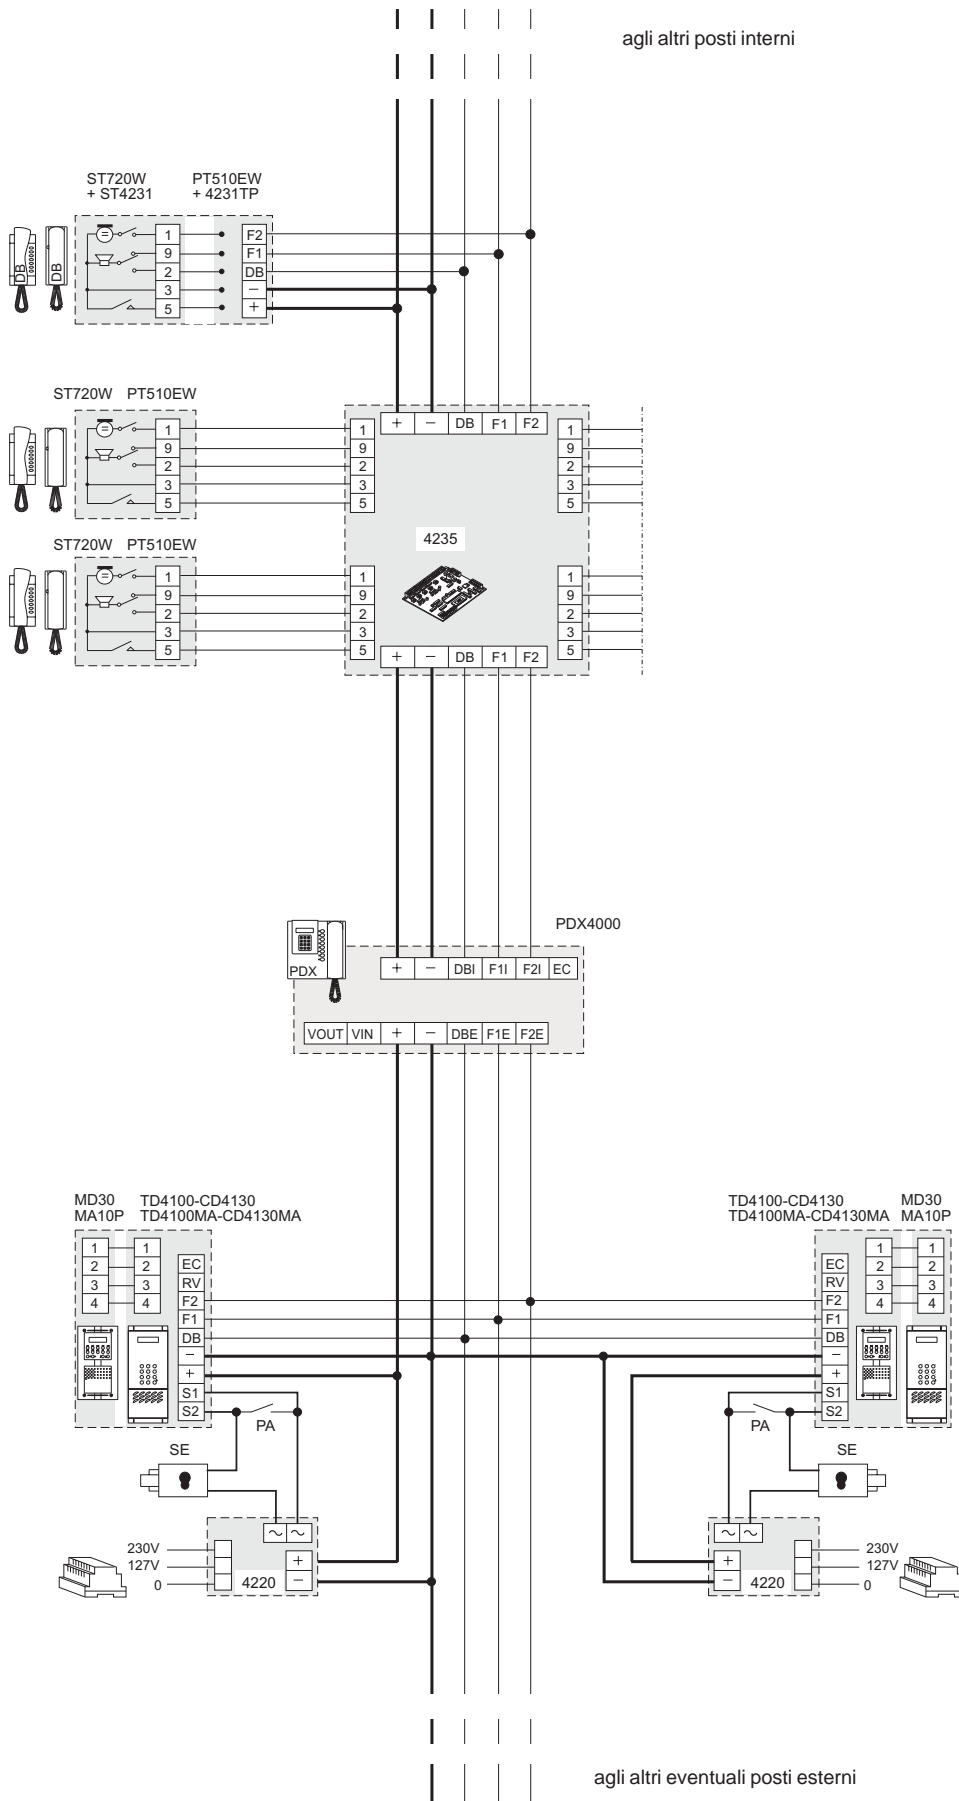 agli altri posti interni
ST720W PT510EW
+ ST4231 + 4231TP
DB DB
1 F2
9 F1
2 DB
3 −
5 +
ST720W PT510EW
1
9
2
3
5
+ − DB F1 F2
1 1
9 9
2 2
3 3
5 5
4235
ST720W PT510EW
1
9
2
3
5
1 1
9 9
2 2
3 3
5 5
+ − DB F1 F2
PDX4000
PDX
+ − DBI F1I F2I EC
VOUT VIN + − DBE F1E F2E
MD30 TD4100-CD4130
MA10P TD4100MA-CD4130MA
1 1
2 2
3 3
4 4
EC
RV
F2
F1
DB
−
+
S1
S2
PA
SE
~ ~
230V
127V
0
4220
+
−
TD4100-CD4130 MD30
TD4100MA-CD4130MA MA10P
EC
RV
F2
F1
DB
−
+
S1
S2
1 1
2 2
3 3
4 4
PA
SE
~ ~
+
−
4220
230V
127V
0
agli altri eventuali posti esterni